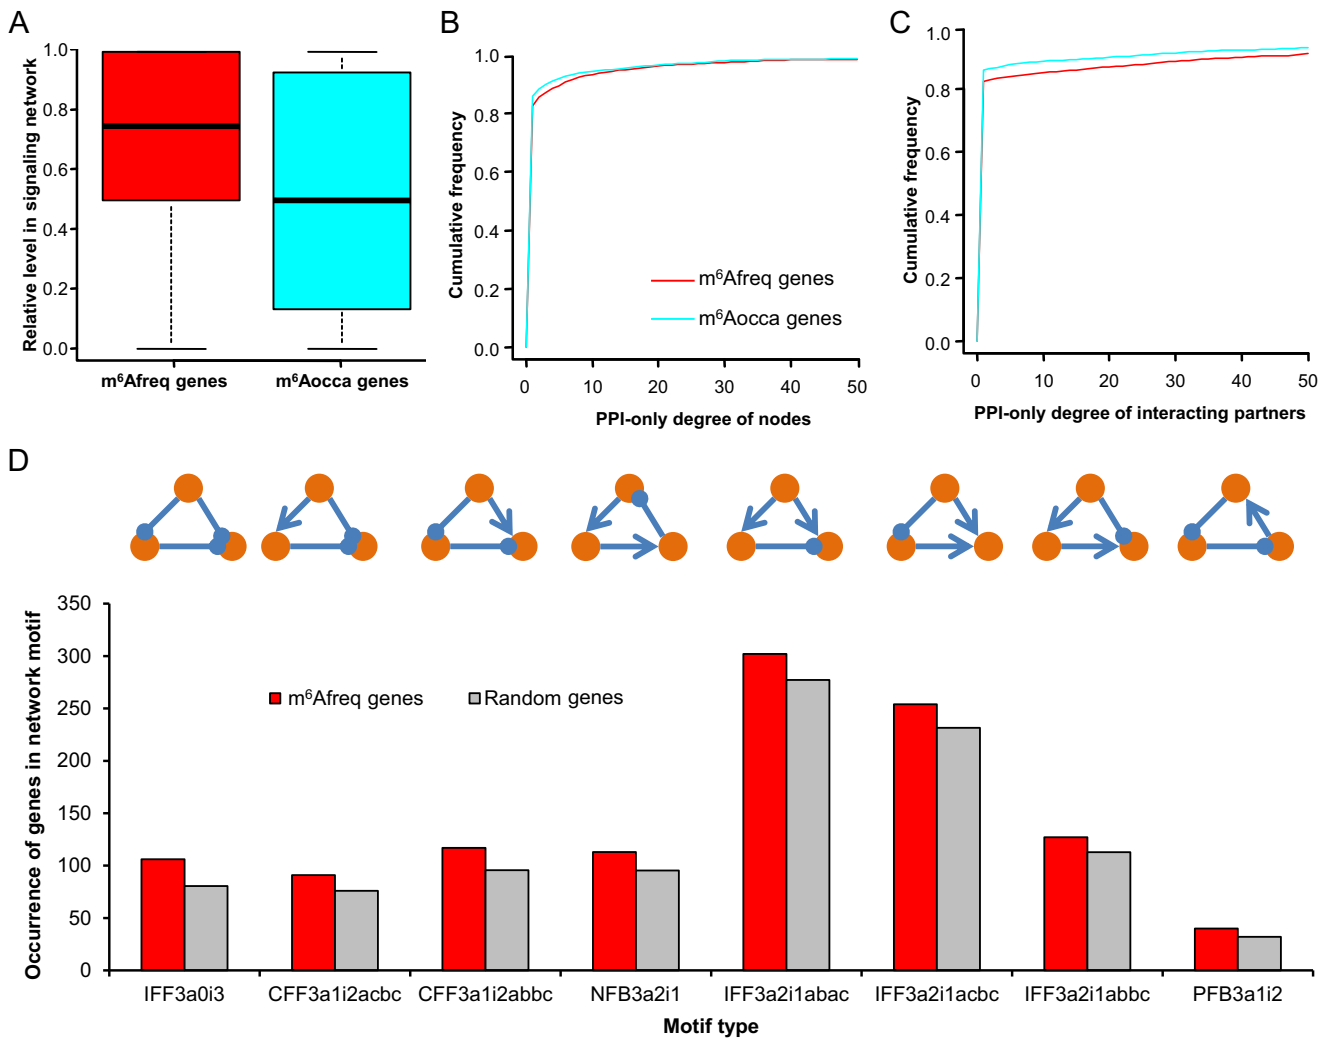 A
Relative level in signaling network
1.0
0.8
0.6
0.4
0.2
0.0
m⁶Afreq genes
m⁶Aocca genes
B
Cumulative frequency
1.0
0.8
0.6
0.4
0.2
0.0
m⁶Afreq genes
m⁶Aocca genes
0 10 20 30 40 50
PPI-only degree of nodes
C
Cumulative frequency
1.0
0.8
0.6
0.4
0.2
0.0
0 10 20 30 40 50
PPI-only degree of interacting partners
D
Occurrence of genes in network motif
350
300
250
200
150
100
50
0
m⁶Afreq genes
Random genes
IFF3a0i3 CFF3a1i2acbc CFF3a1i2abbc NFB3a2i1 IFF3a2i1abac IFF3a2i1acbc IFF3a2i1abbc PFB3a1i2
Motif type